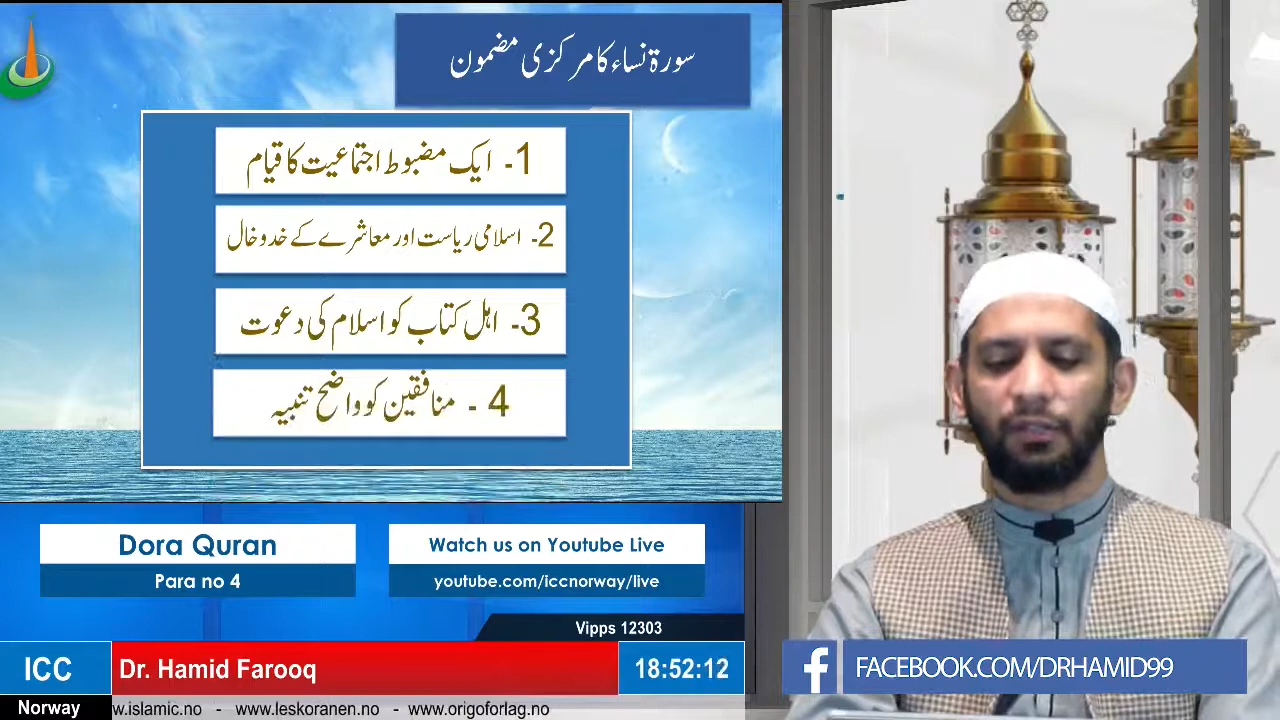 سورۃ نساء کا مرکزی مضمون
1- ایک مضبوط اجتماعیت کا قیام
2- اسلامی ریاست اور معاشرے کے خدوخال
3- اہل کتاب کو اسلام کی دعوت
4 - منافقین کو واضح تنبیہ
Dora Quran
Para no 4
Watch us on Youtube Live
youtube.com/iccnorway/live
Vipps 12303
ICC
Dr. Hamid Farooq
18:52:12
FACEBOOK.COM/DRHAMID99
Norway
w.islamic.no - www.leskoranen.no - www.origoforlag.no